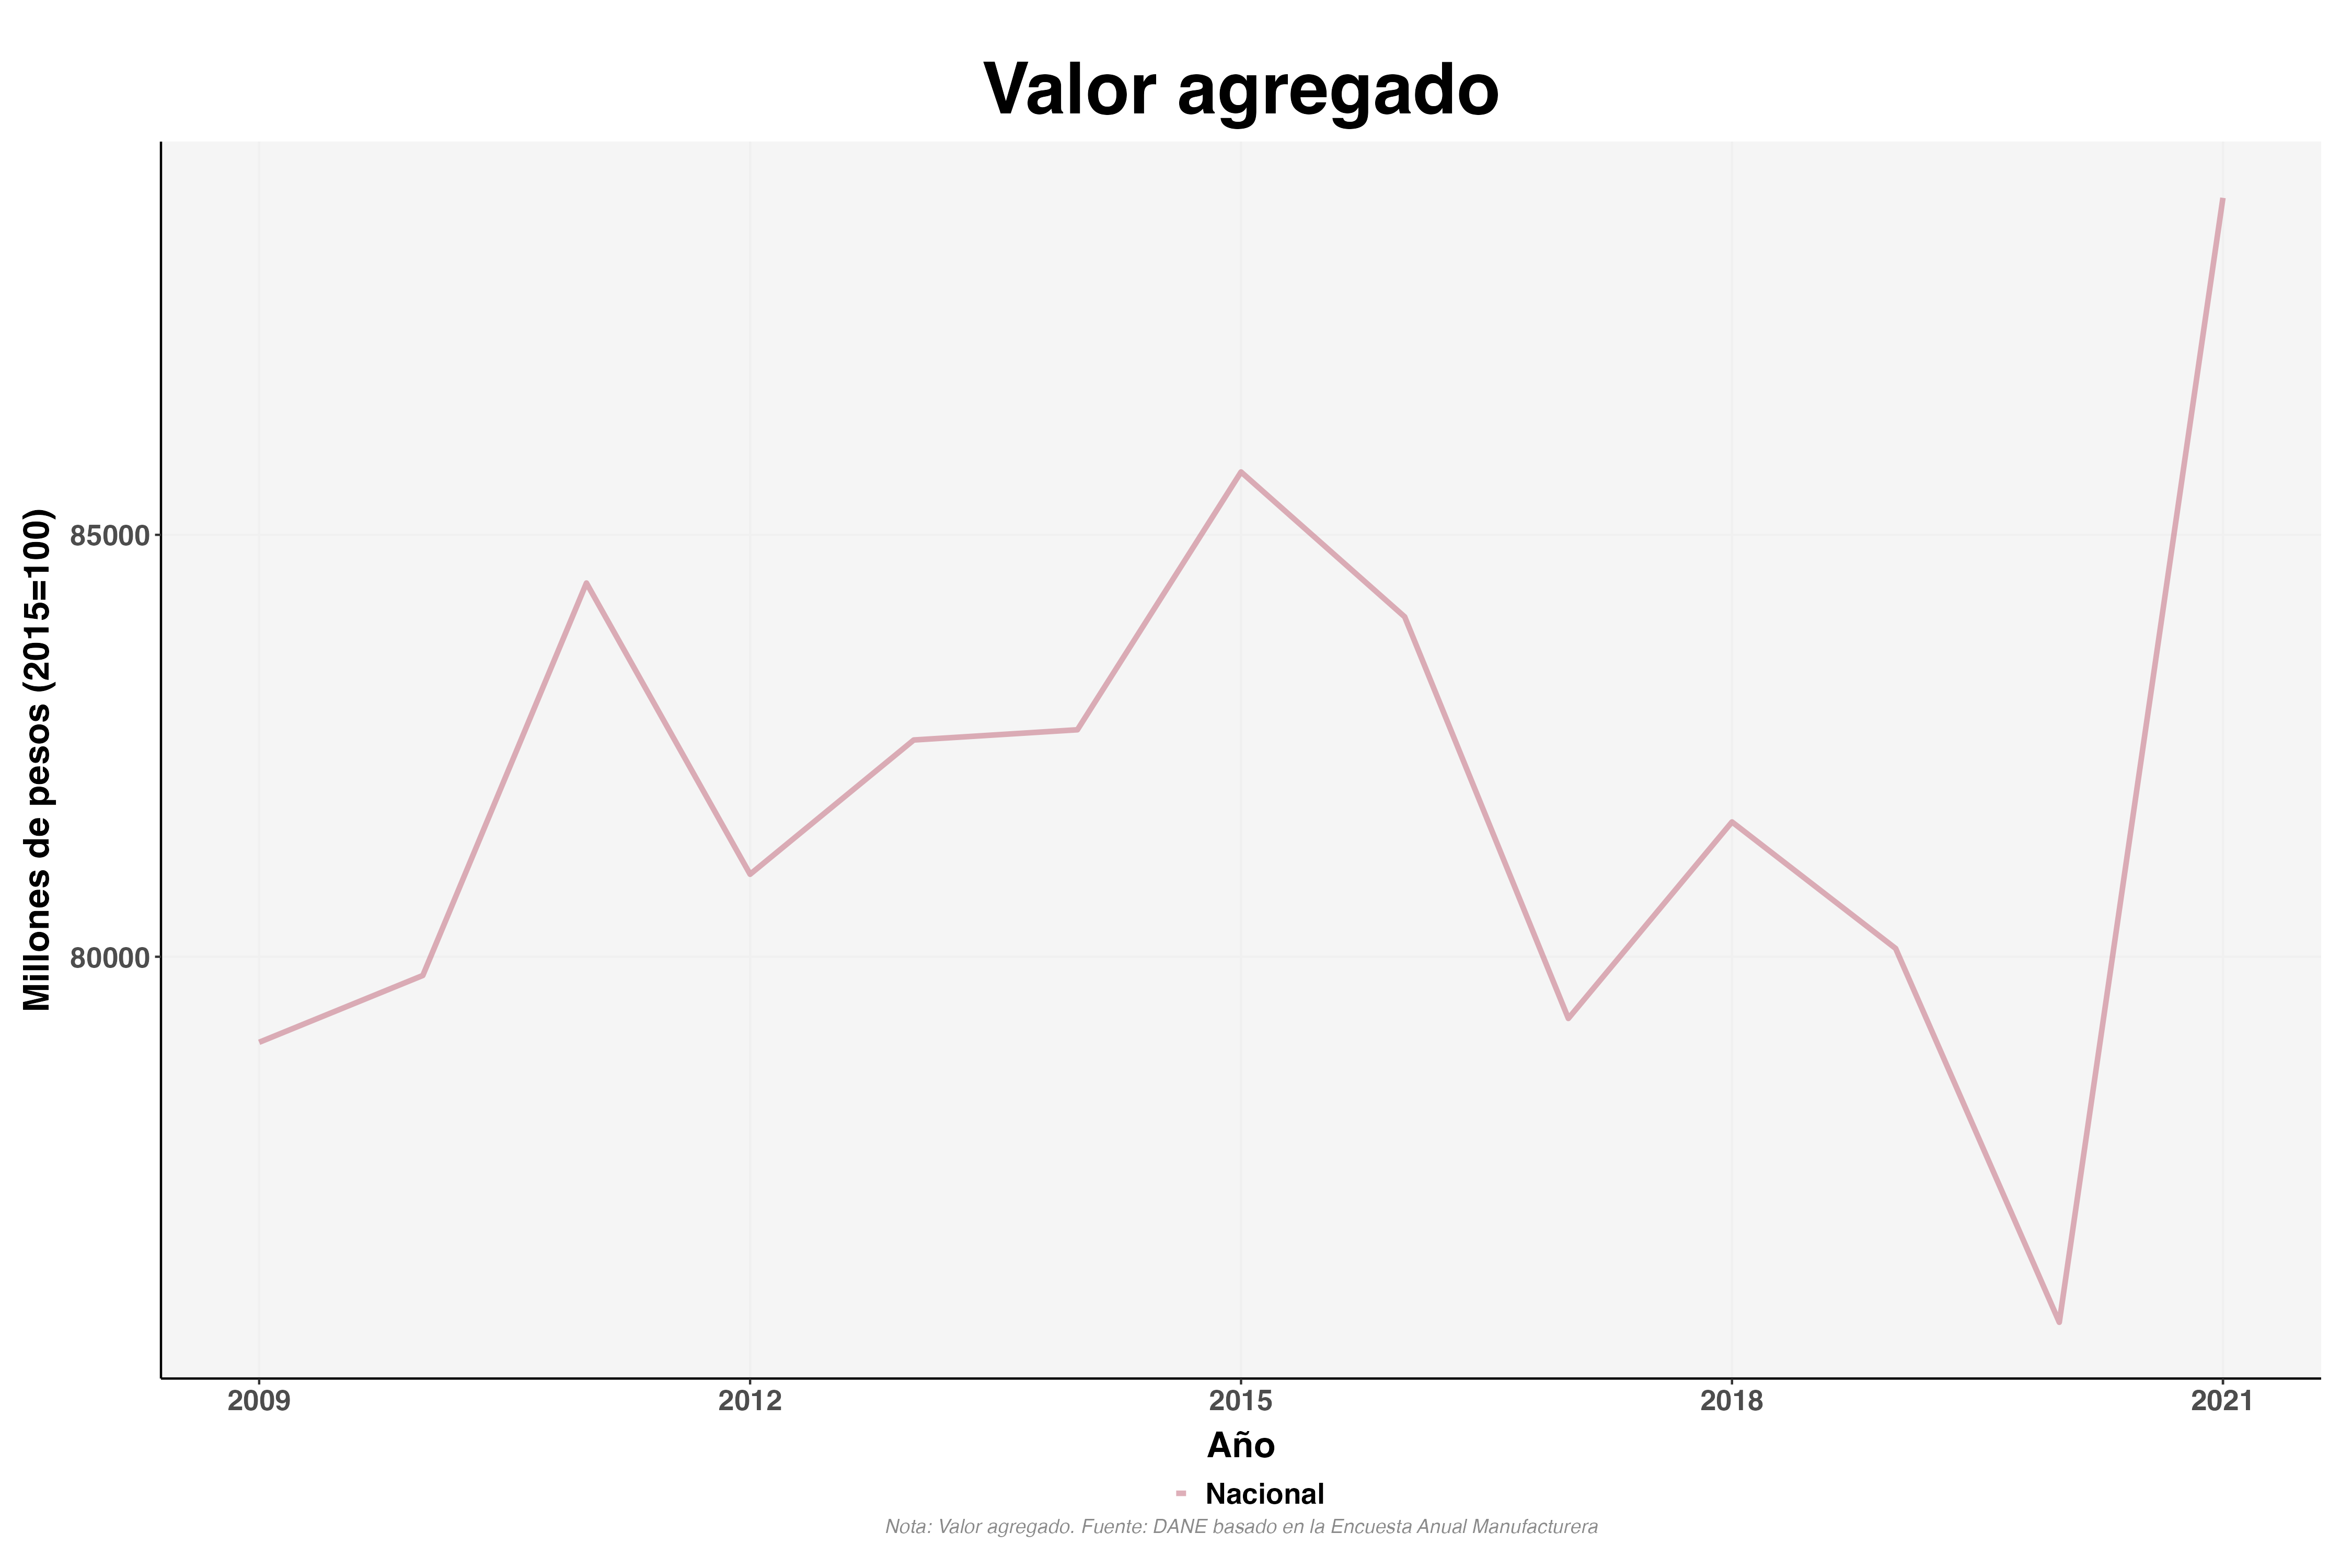 Valor agregado
Millones de pesos (2015=100)
85000
80000
2009 2012 2015 2018 2021
Año
Nacional
Nota: Valor agregado. Fuente: DANE basado en la Encuesta Anual Manufacturera